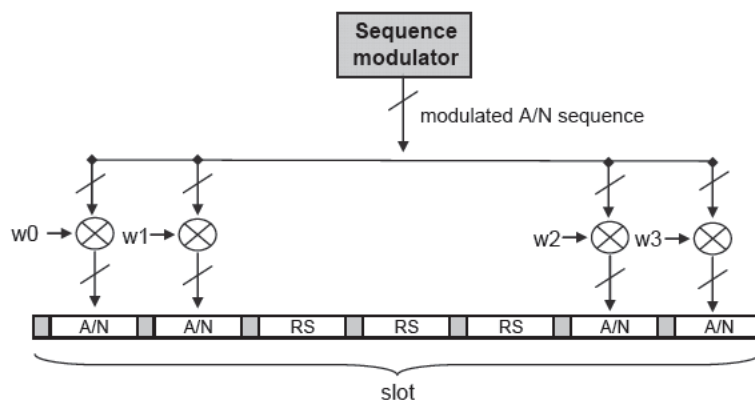 Sequence
modulator
modulated A/N sequence
w0 w1 w2 w3
A/N A/N RS RS RS A/N A/N
slot